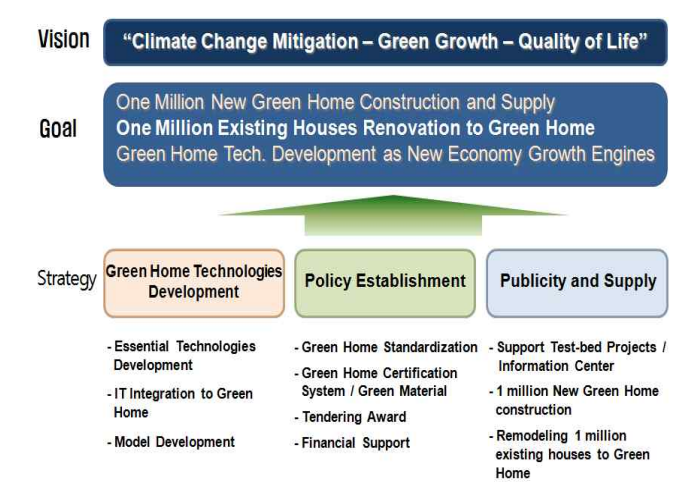 Vision
“Climate Change Mitigation – Green Growth – Quality of Life”
Goal
One Million New Green Home Construction and Supply
One Million Existing Houses Renovation to Green Home
Green Home Tech. Development as New Economy Growth Engines
Strategy
Green Home Technologies
Development
- Essential Technologies
Development
- IT Integration to Green
Home
- Model Development
Policy Establishment
- Green Home Standardization
- Green Home Certification
System / Green Material
- Tendering Award
- Financial Support
Publicity and Supply
- Support Test-bed Projects /
Information Center
- 1 million New Green Home
construction
- Remodeling 1 million
existing houses to Green
Home